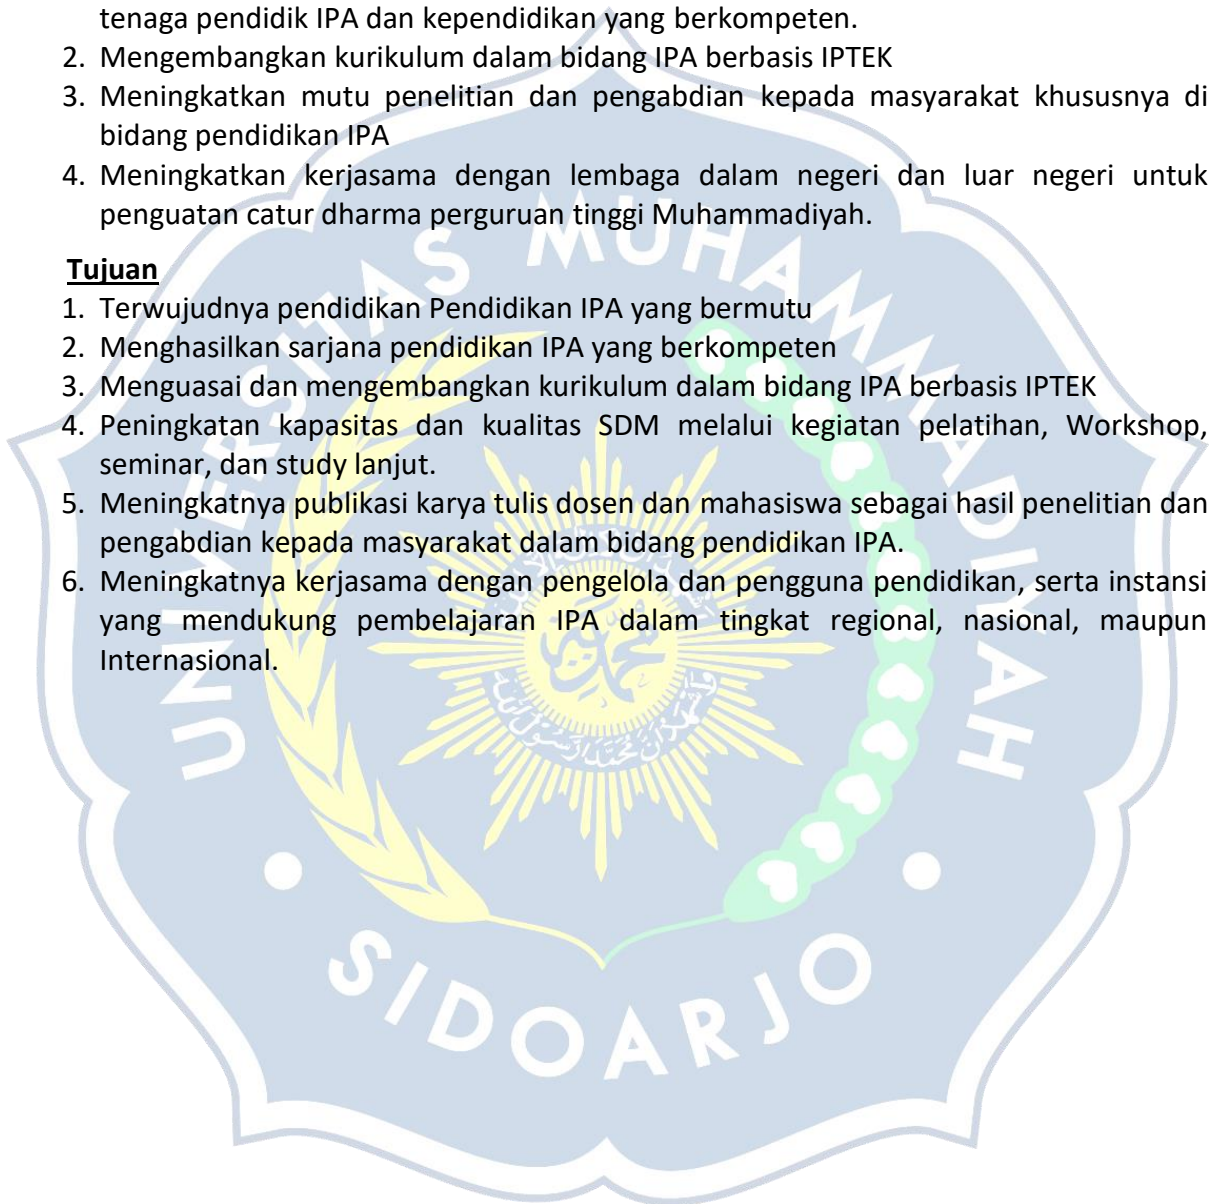 tenaga pendidik IPA dan kependidikan yang berkompeten.
2. Mengembangkan kurikulum dalam bidang IPA berbasis IPTEK
3. Meningkatkan mutu penelitian dan pengabdian kepada masyarakat khususnya di
bidang pendidikan IPA
4. Meningkatkan kerjasama dengan lembaga dalam negeri dan luar negeri untuk
penguatan catur dharma perguruan tinggi Muhammadiyah.
Tujuan
1. Terwujudnya pendidikan Pendidikan IPA yang bermutu
2. Menghasilkan sarjana pendidikan IPA yang berkompeten
3. Menguasai dan mengembangkan kurikulum dalam bidang IPA berbasis IPTEK
4. Peningkatan kapasitas dan kualitas SDM melalui kegiatan pelatihan, Workshop,
seminar, dan study lanjut.
5. Meningkatnya publikasi karya tulis dosen dan mahasiswa sebagai hasil penelitian dan
pengabdian kepada masyarakat dalam bidang pendidikan IPA.
6. Meningkatnya kerjasama dengan pengelola dan pengguna pendidikan, serta instansi
yang mendukung pembelajaran IPA dalam tingkat regional, nasional, maupun
Internasional.
UNIVERSITAS MUHAMMADIYAH
SIDOARJO